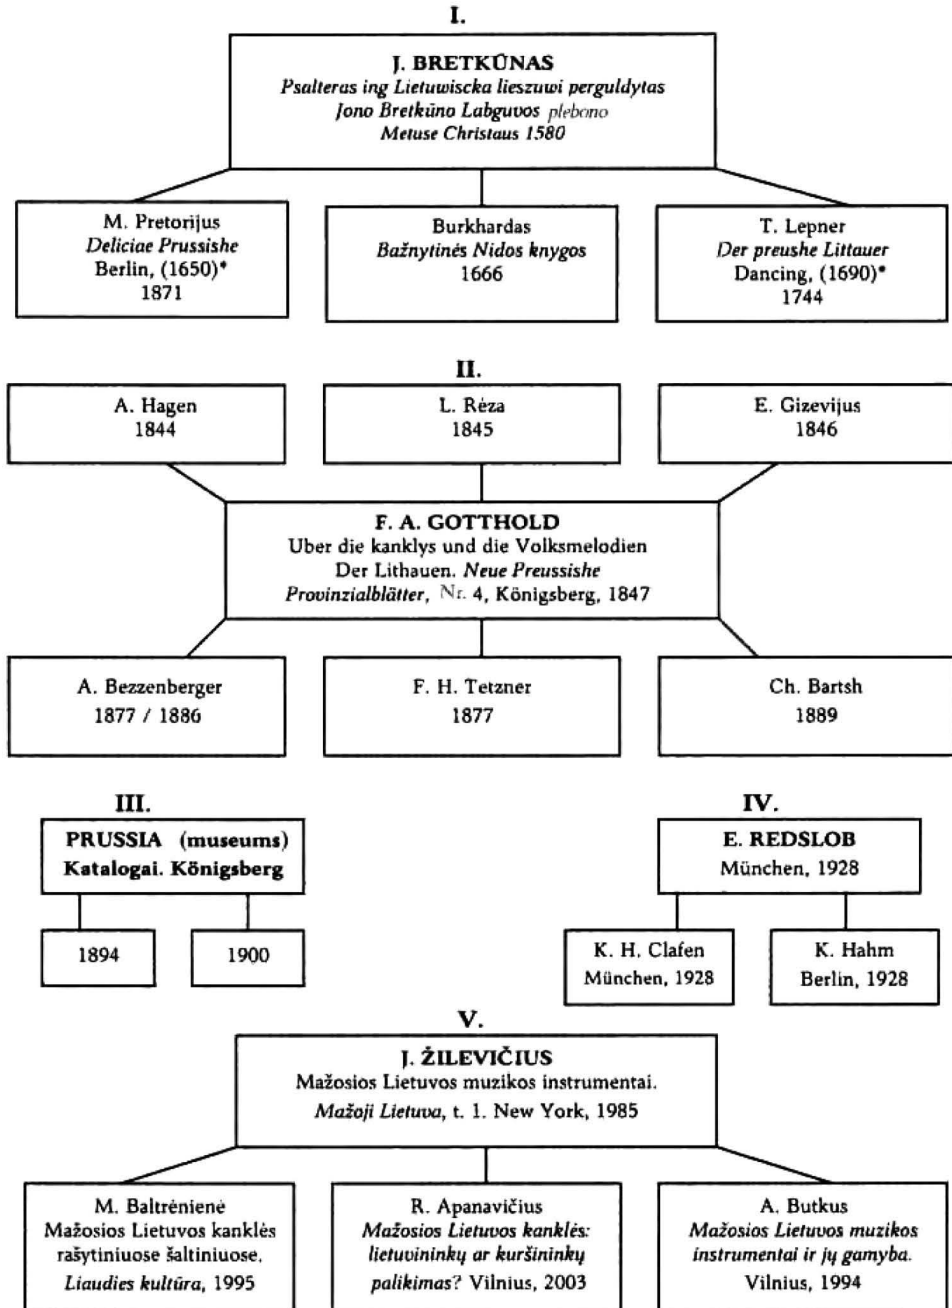 I.
J. BRETKŪNAS
Psalteras ing Lietuwiscka lieszuwi perguldytas
Jono Bretkūno Labguvos plebono
Metuse Christaus 1580
M. Pretorijus
Deliciae Prussishe
Berlin, (1650)*
1871
Burkhardas
Bažnytinės Nidos knygos
1666
T. Lepner
Der preushe Littauer
Dancing, (1690)*
1744
II.
A. Hagen
1844
L. Rėza
1845
E. Gizevijus
1846
F. A. GOTTHOLD
Uber die kanklys und die Volksmelodien
Der Lithauen. Neue Preussishe
Provinzialblätter, Nr. 4, Königsberg, 1847
A. Bezzenberger
1877 / 1886
F. H. Tetzner
1877
Ch. Bartsh
1889
III.
PRUSSIA (museums)
Katalogai. Königsberg
1894
1900
IV.
E. REDSLOB
München, 1928
K. H. Clafen
München, 1928
K. Hahm
Berlin, 1928
V.
J. ŽILEVIČIUS
Mažosios Lietuvos muzikos instrumentai.
Mažoji Lietuva, t. 1. New York, 1985
M. Baltrėnienė
Mažosios Lietuvos kanklės
rašytiniuose šaltiniuose.
Liaudies kultūra, 1995
R. Apanavičius
Mažosios Lietuvos kanklės:
lietuvininkų ar kuršininkų
palikimas? Vilnius, 2003
A. Butkus
Mažosios Lietuvos muzikos
instrumentai ir jų gamyba.
Vilnius, 1994